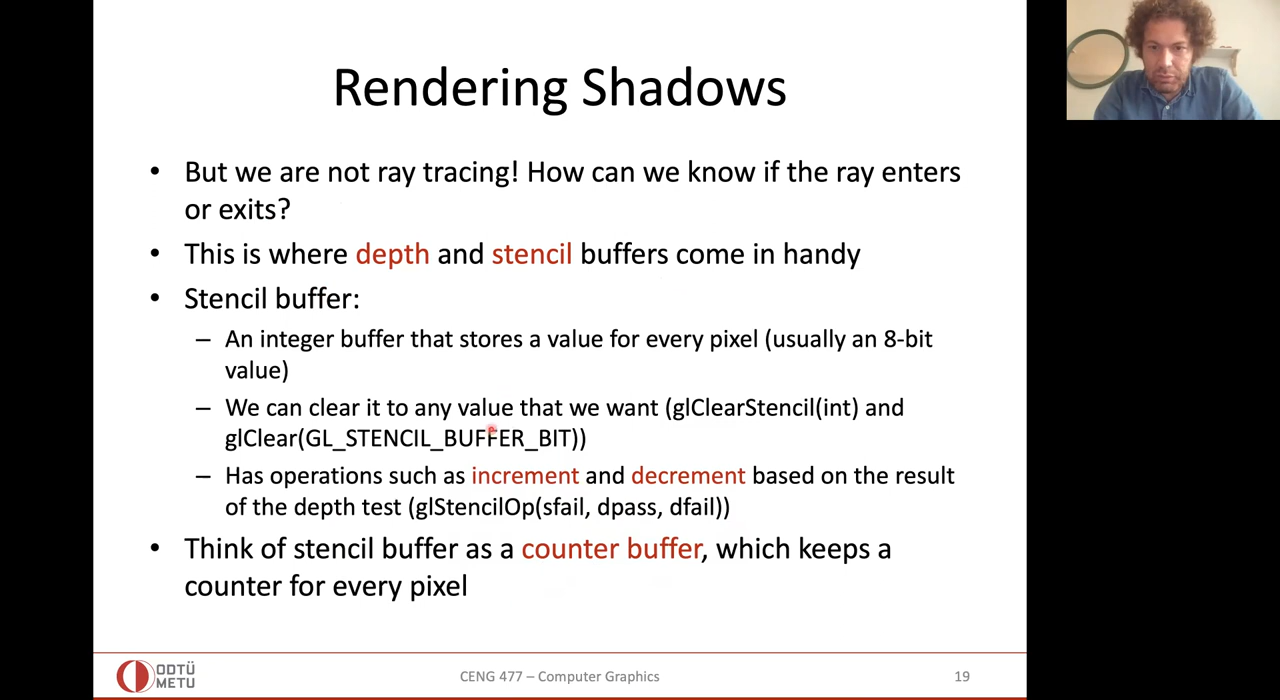 Rendering Shadows
• But we are not ray tracing! How can we know if the ray enters
or exits?
• This is where depth and stencil buffers come in handy
• Stencil buffer:
– An integer buffer that stores a value for every pixel (usually an 8-bit
value)
– We can clear it to any value that we want (glClearStencil(int) and
glClear(GL_STENCIL_BUFFER_BIT))
– Has operations such as increment and decrement based on the result
of the depth test (glStencilOp(sfail, dpass, dfail))
• Think of stencil buffer as a counter buffer, which keeps a
counter for every pixel
ODTÜ
METU
CENG 477 – Computer Graphics
19